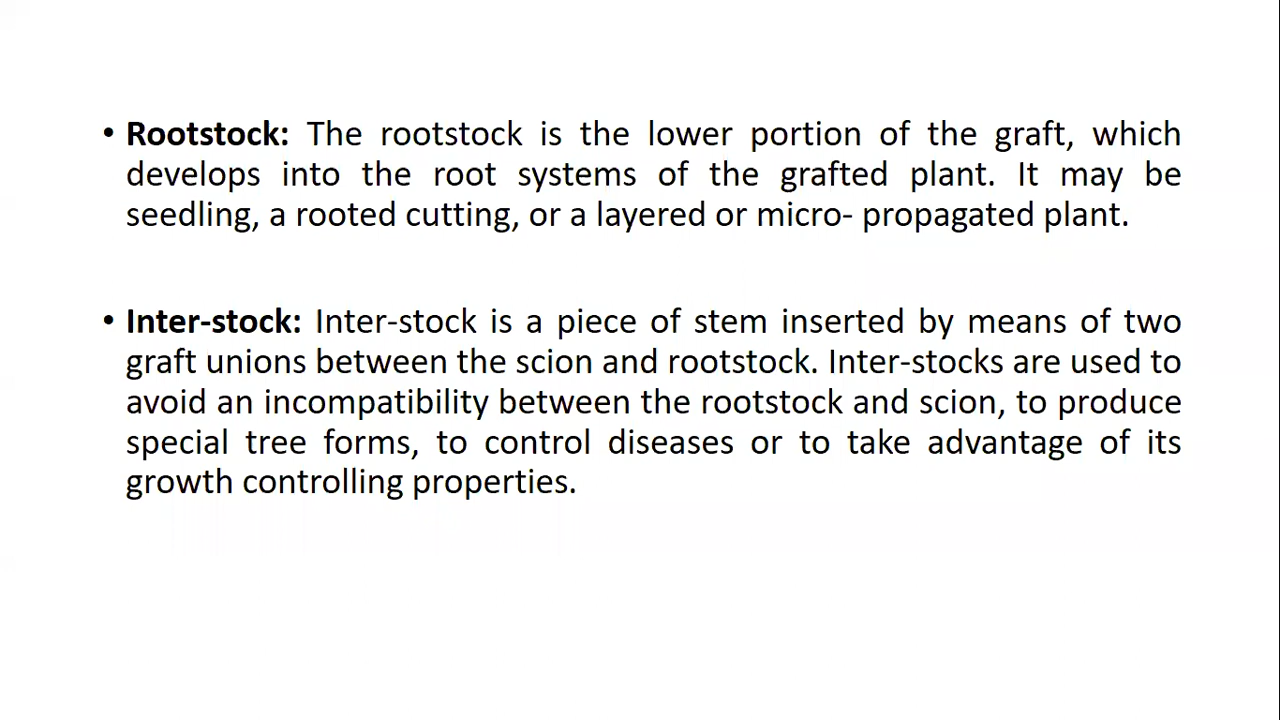 • Rootstock: The rootstock is the lower portion of the graft, which
develops into the root systems of the grafted plant. It may be
seedling, a rooted cutting, or a layered or micro- propagated plant.
• Inter-stock: Inter-stock is a piece of stem inserted by means of two
graft unions between the scion and rootstock. Inter-stocks are used to
avoid an incompatibility between the rootstock and scion, to produce
special tree forms, to control diseases or to take advantage of its
growth controlling properties.